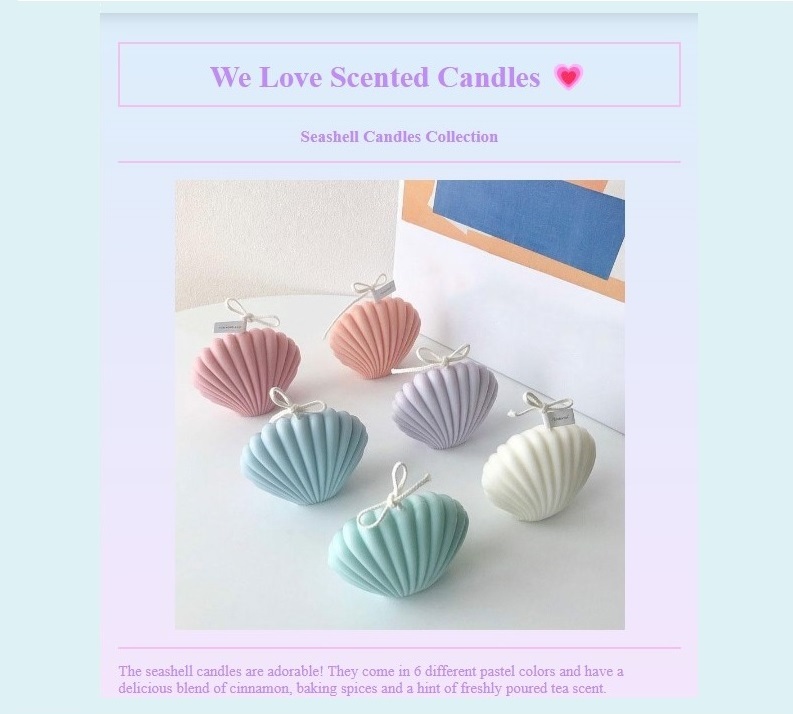 We Love Scented Candles 💗
Seashell Candles Collection
The seashell candles are adorable! They come in 6 different pastel colors and have a
delicious blend of cinnamon, baking spices and a hint of freshly poured tea scent.